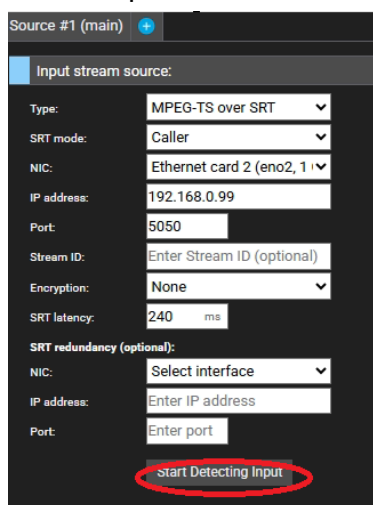 Source #1 (main) +
Input stream source:
Type: MPEG-TS over SRT
SRT mode: Caller
NIC: Ethernet card 2 (eno2, 1
IP address: 192.168.0.99
Port: 5050
Stream ID: Enter Stream ID (optional)
Encryption: None
SRT latency: 240 ms
SRT redundancy (optional):
NIC: Select interface
IP address: Enter IP address
Port: Enter port
Start Detecting Input